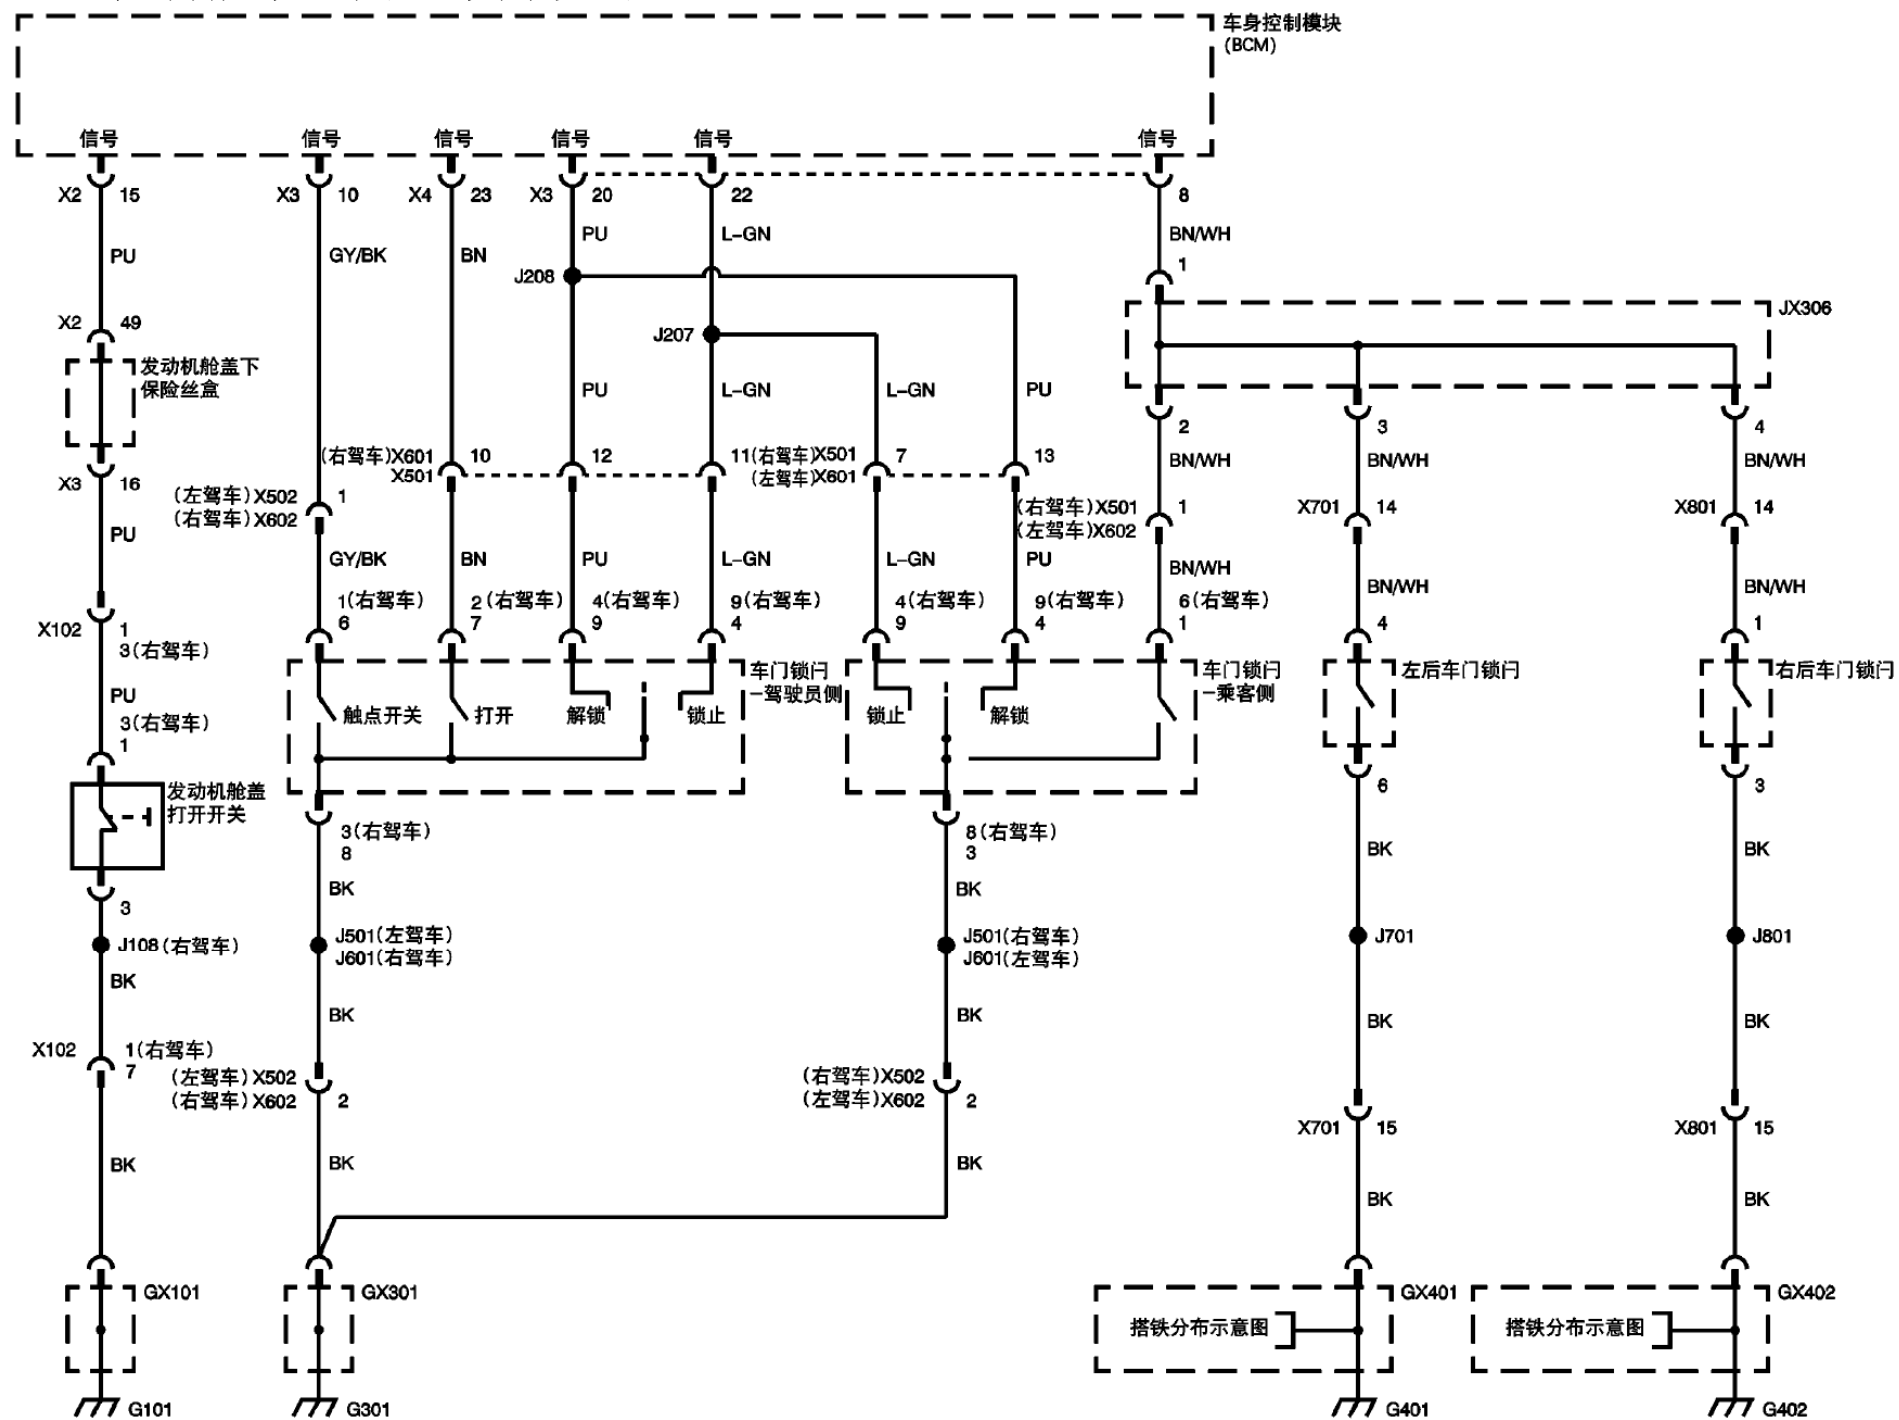 车身控制模块
(BCM)
信号 信号 信号 信号 信号 信号
X2 15 X3 10 X4 23 X3 20 22 8
PU L-GN BN/WH
PU GY/BK BN
1
J208
JX306
X2 49
J207
发动机舱盖下
保险丝盒
PU L-GN L-GN PU
2 3 4
(右驾车)X601 10 12 11(右驾车)X501 7 13
X501 (左驾车)X601
BN/WH BN/WH BN/WH
X3 16
(左驾车)X502 1
(右驾车)X602
(右驾车)X501 1 X701 14 X801 14
(左驾车)X602
PU
GY/BK BN PU L-GN L-GN PU BN/WH
BN/WH BN/WH
1(右驾车) 2(右驾车) 4(右驾车) 9(右驾车) 4(右驾车) 9(右驾车) 6(右驾车)
6 7 9 4 9 4 1 4 1
X102 1
3(右驾车)
车门锁闩
-驾驶员侧
车门锁闩
-乘客侧
左后车门锁闩 右后车门锁闩
PU
3(右驾车)
1
触点开关 打开 解锁 锁止 锁止 解锁
发动机舱盖
打开开关
6 3
3(右驾车) 8(右驾车)
8 3
BK BK
BK BK
3
J108(右驾车)
J501(左驾车) J501(右驾车) J701 J801
J601(右驾车) J601(左驾车)
BK
BK BK BK BK
X102 1(右驾车)
7
(左驾车)X502 (右驾车)X502
(右驾车)X602 2 (左驾车)X602 2
X701 15 X801 15
BK BK BK
BK BK
GX101 GX301 GX401 GX402
搭铁分布示意图 搭铁分布示意图
G101 G301 G401 G402